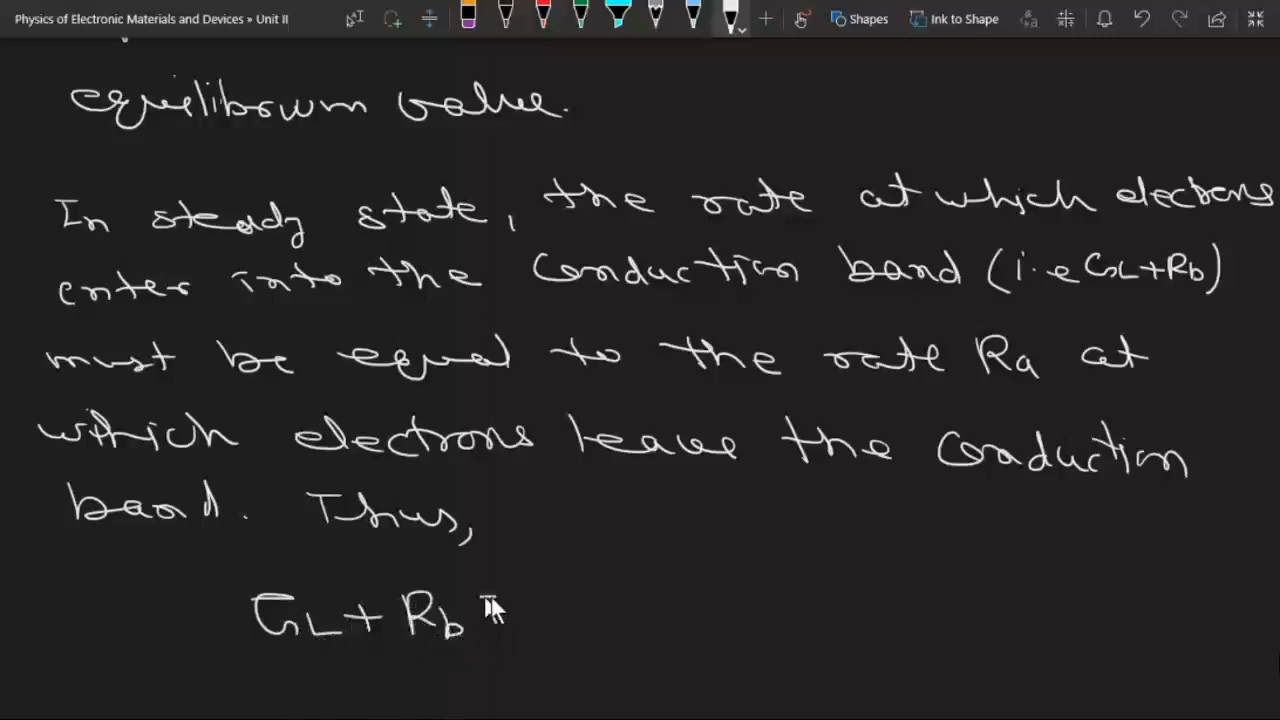 Physics of Electronic Materials and Devices » Unit II
Shapes
Ink to Shape
equilibrium value.
In steady state, the rate at which electrons
enter into the conduction band (i.e GL+Rb)
must be equal to the rate Ra at
which electrons leave the conduction
band. Thus,
GL + Rb =